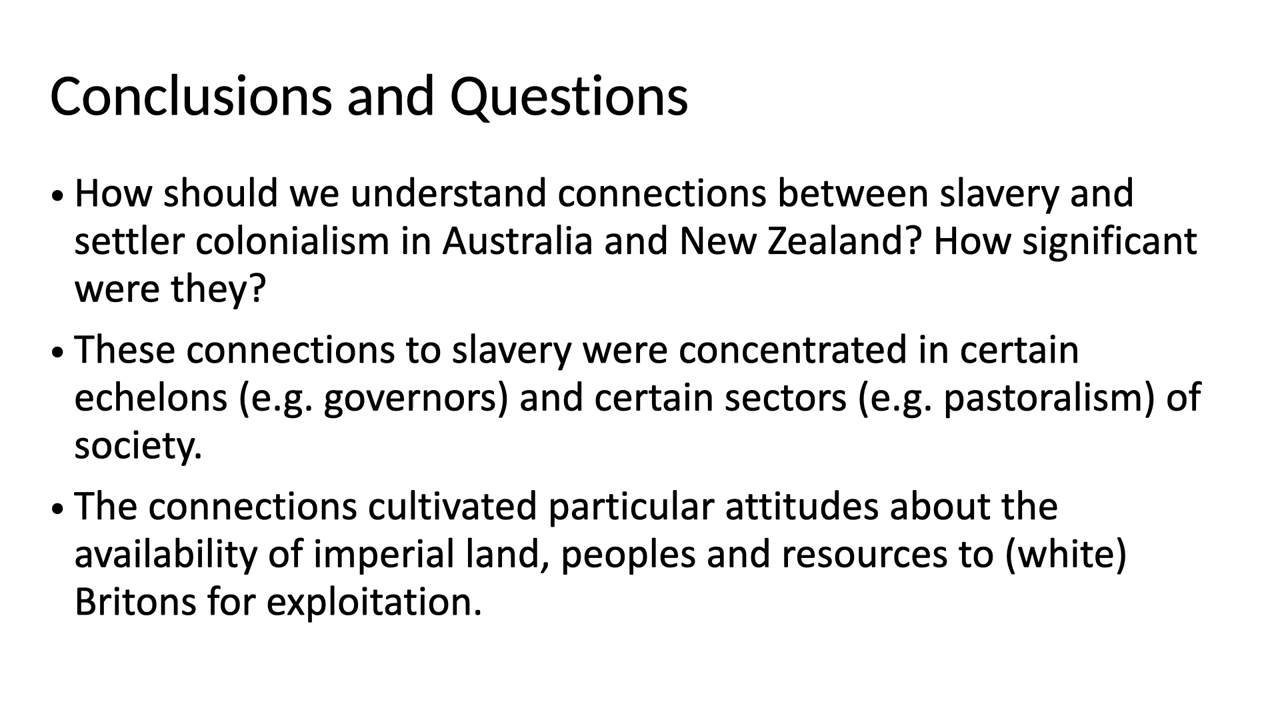 Conclusions and Questions
• How should we understand connections between slavery and
settler colonialism in Australia and New Zealand? How significant
were they?
• These connections to slavery were concentrated in certain
echelons (e.g. governors) and certain sectors (e.g. pastoralism) of
society.
• The connections cultivated particular attitudes about the
availability of imperial land, peoples and resources to (white)
Britons for exploitation.